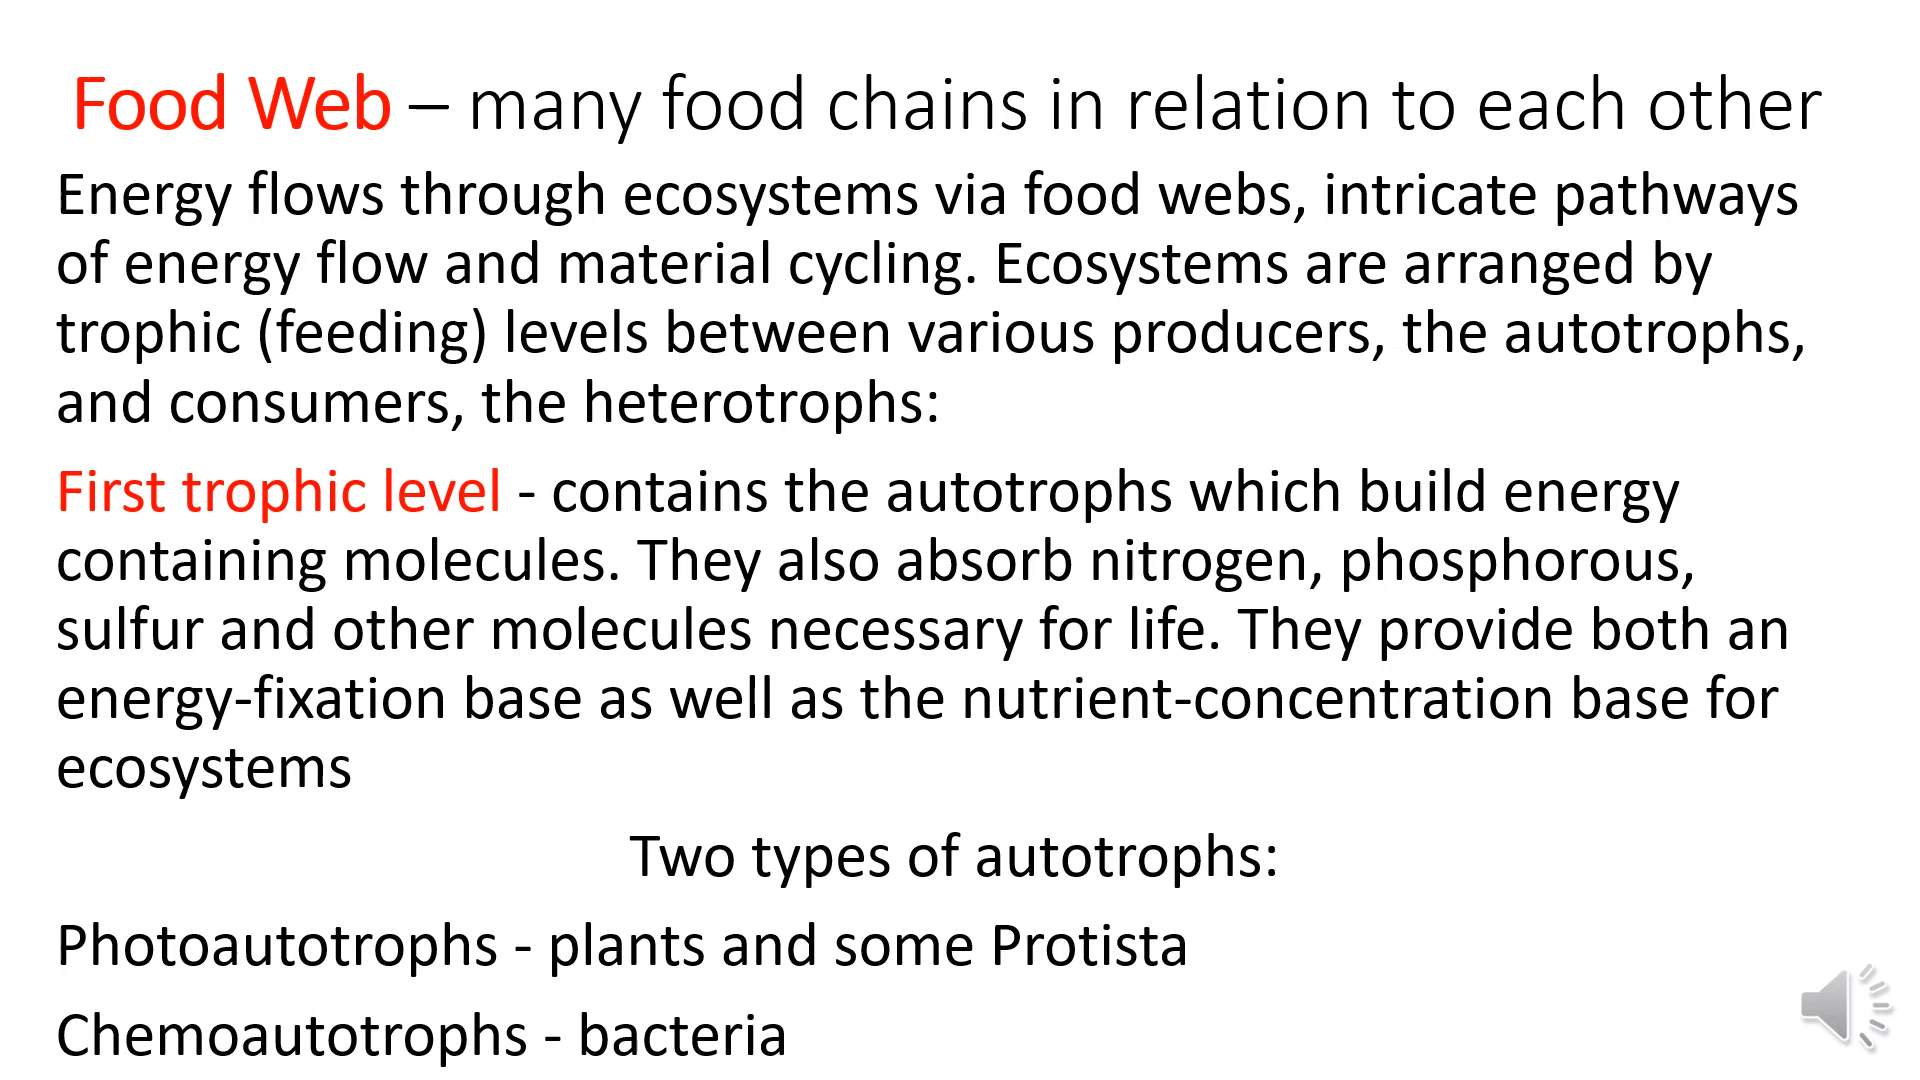 Food Web – many food chains in relation to each other
Energy flows through ecosystems via food webs, intricate pathways
of energy flow and material cycling. Ecosystems are arranged by
trophic (feeding) levels between various producers, the autotrophs,
and consumers, the heterotrophs:
First trophic level - contains the autotrophs which build energy
containing molecules. They also absorb nitrogen, phosphorous,
sulfur and other molecules necessary for life. They provide both an
energy-fixation base as well as the nutrient-concentration base for
ecosystems
Two types of autotrophs:
Photoautotrophs - plants and some Protista
Chemoautotrophs - bacteria